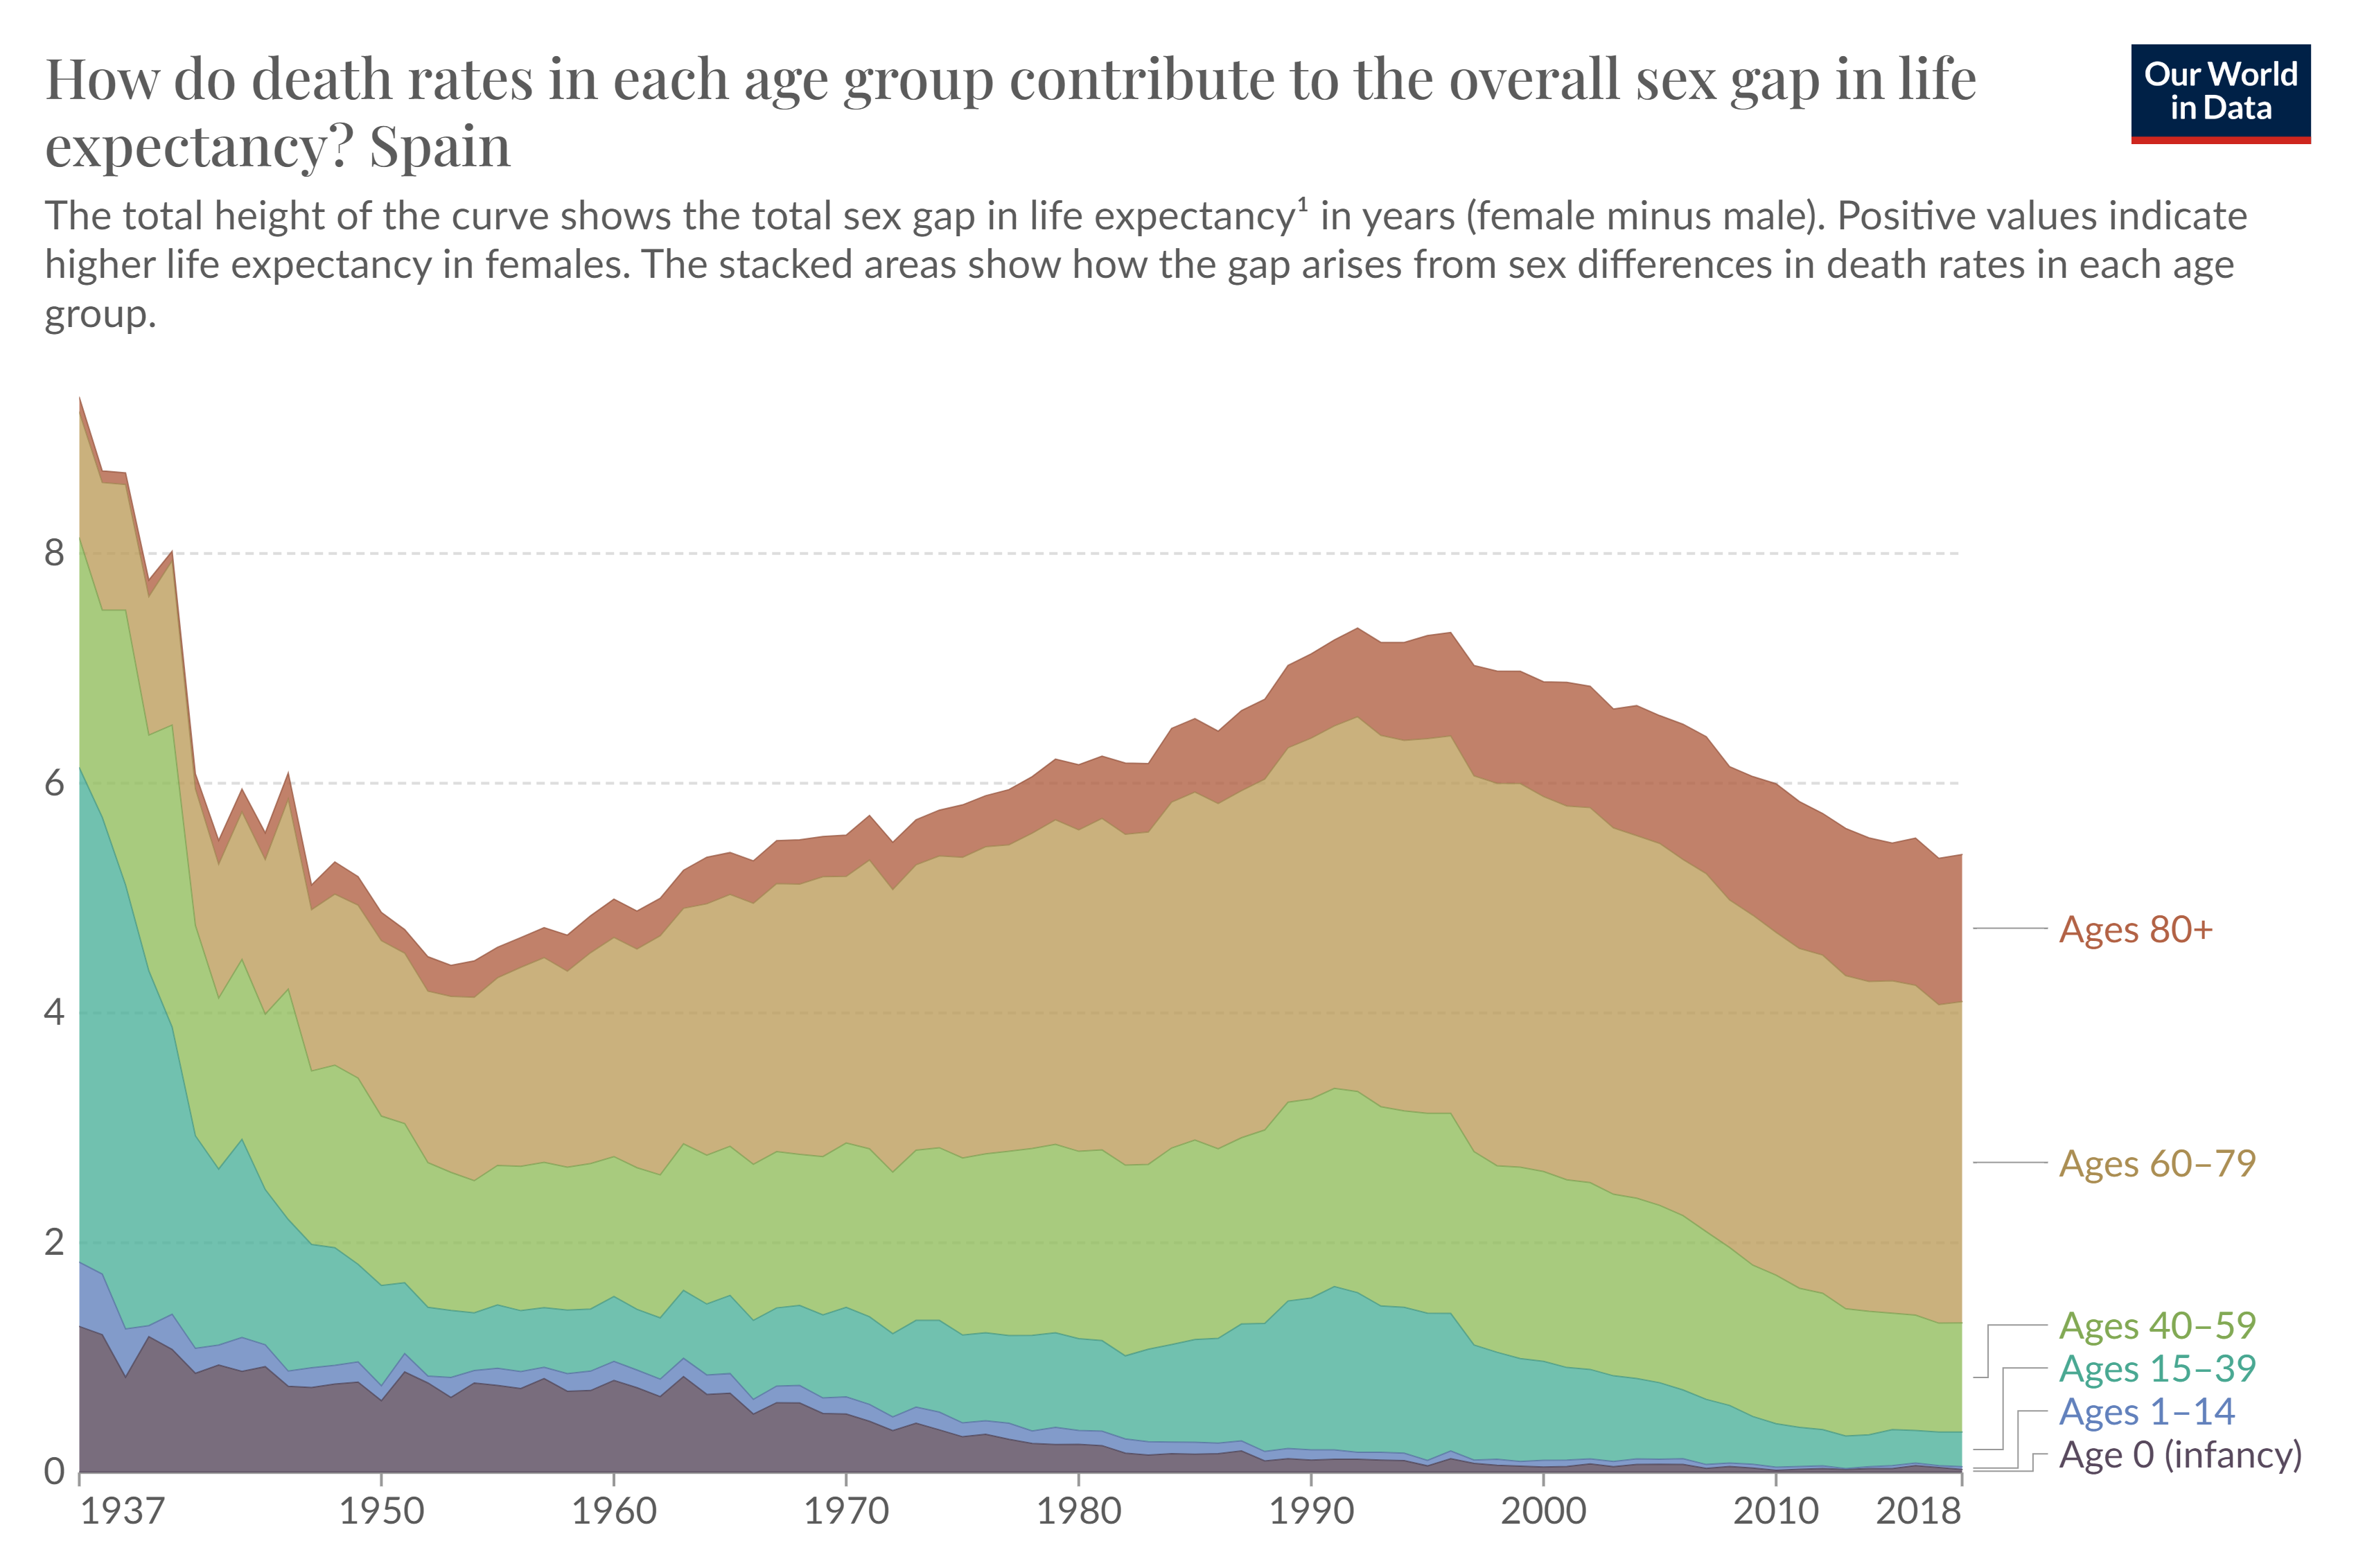 How do death rates in each age group contribute to the overall sex gap in life
expectancy? Spain
Our World
in Data
The total height of the curve shows the total sex gap in life expectancy¹ in years (female minus male). Positive values indicate
higher life expectancy in females. The stacked areas show how the gap arises from sex differences in death rates in each age
group.
8
6
4
2
0
Ages 80+
Ages 60–79
Ages 40–59
Ages 15–39
Ages 1–14
Age 0 (infancy)
1937
1950
1960
1970
1980
1990
2000
2010
2018